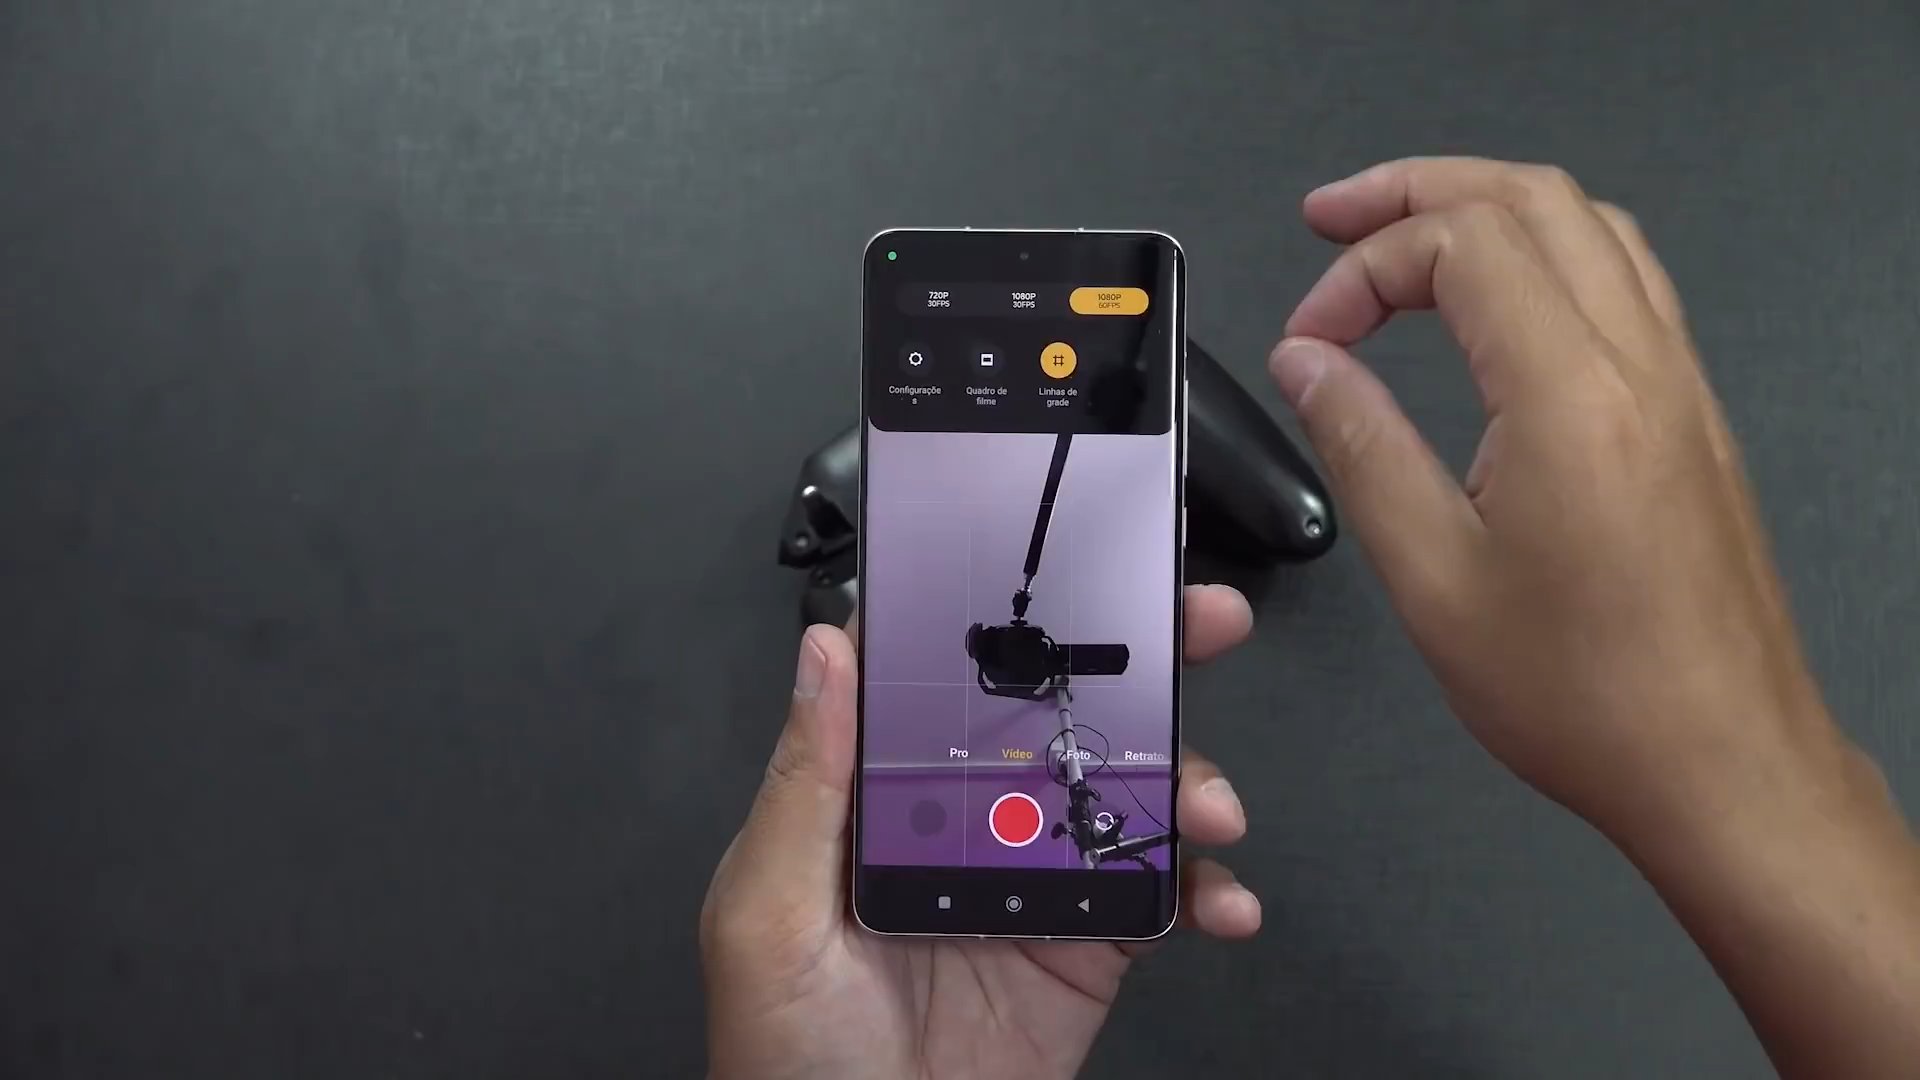 720P 1080P 1080P
30FPS 30FPS 60FPS
Configuraçõe Quadro de Linhas de
s filme grade
Pro Vídeo Foto Retrato